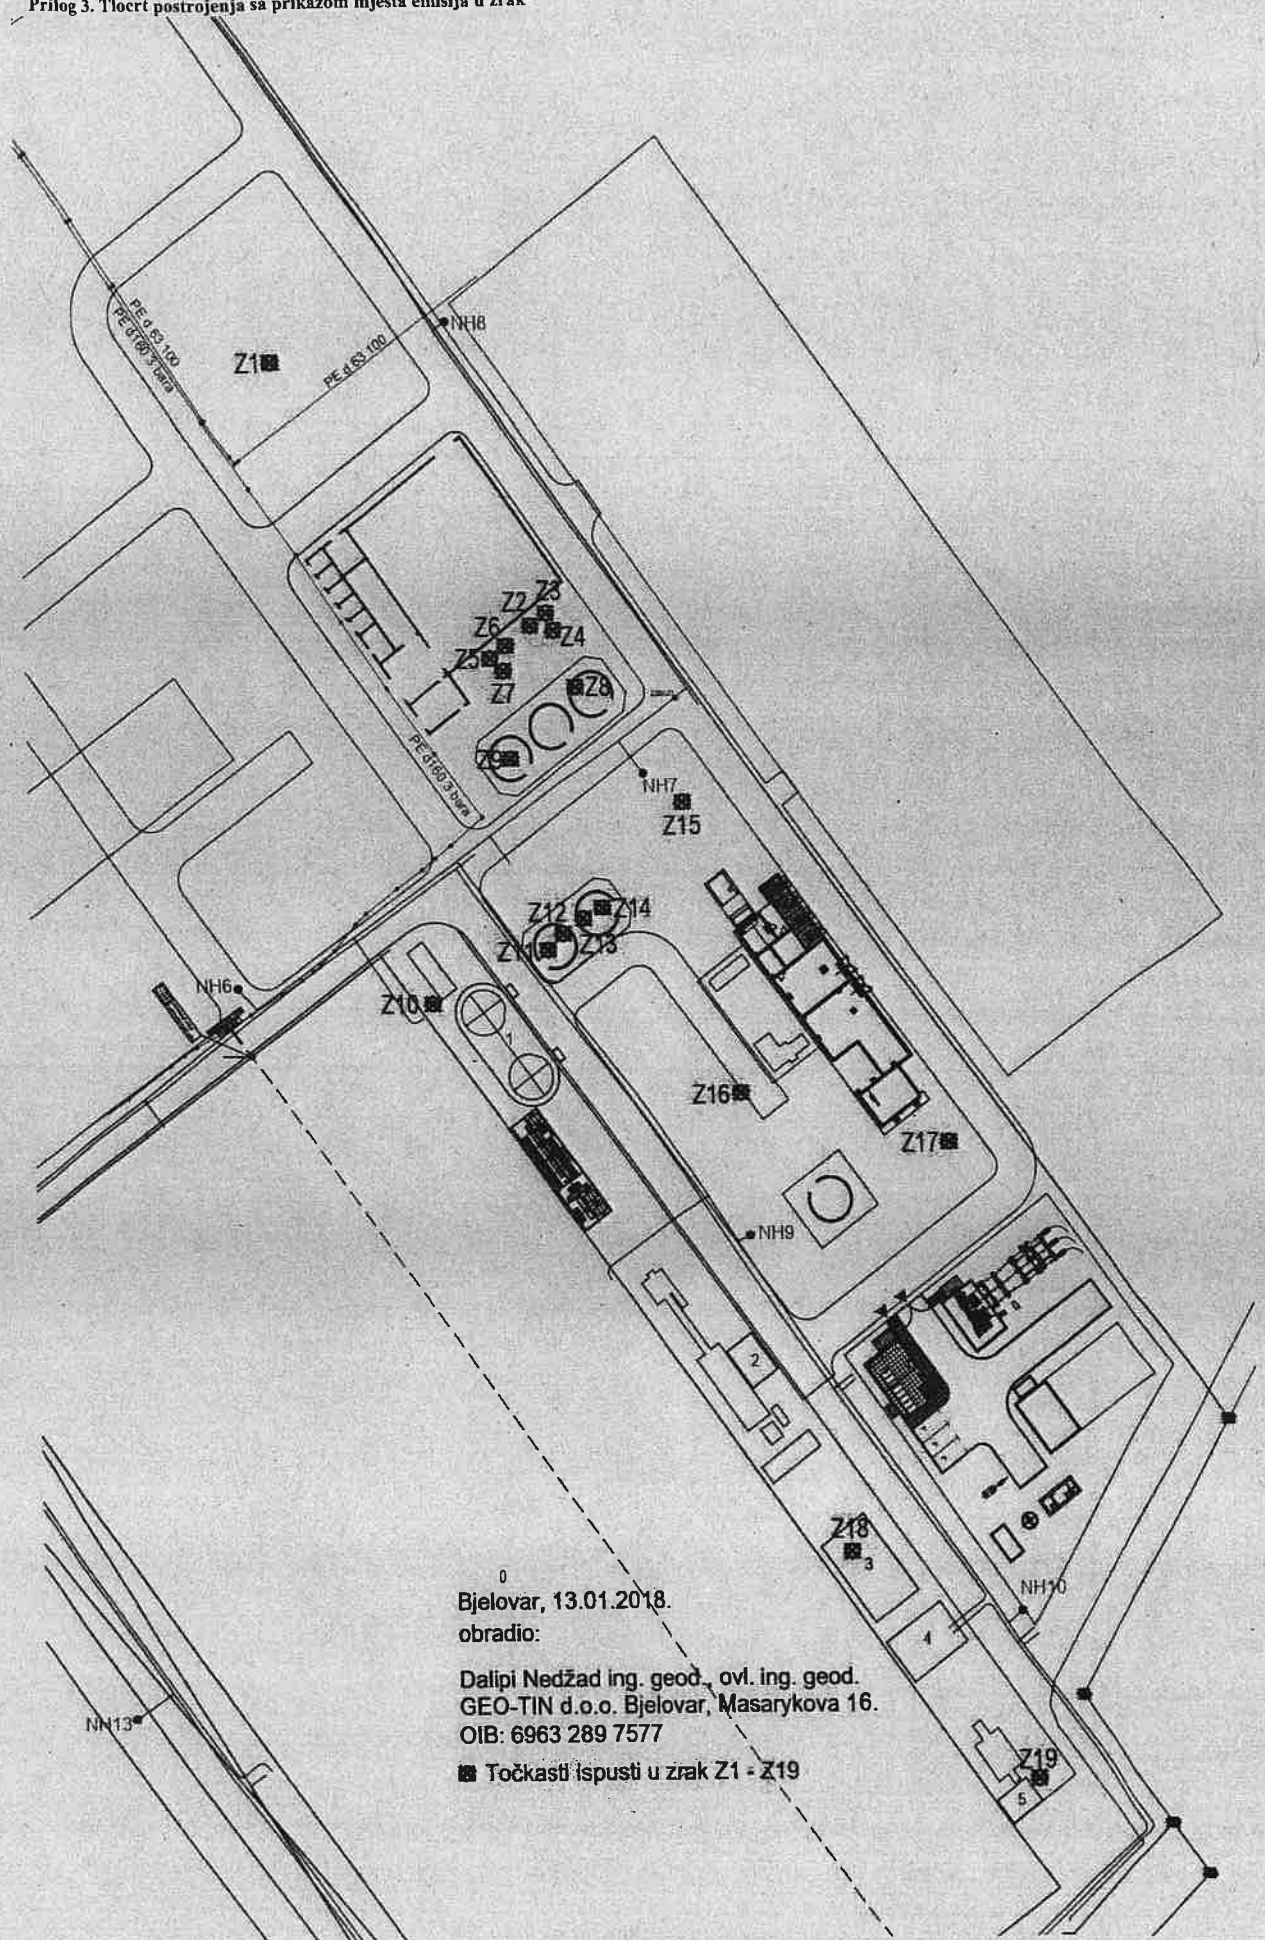 Prilog 3. Tlocrt postrojenja sa prikazom mjesta emisija u zrak
NH8
PE d 63 100
PE d160 3 bara
PE d 63 100
Z1
Z3
Z2
Z4
Z6
Z5
Z7
Z8
Z9
PE d160 3 bara
NH7
Z15
Z12
Z14
Z13
Z11
NH6
Z10
1
Z16
Z17
NH9
2
Z18
3
NH10
4
0
Bjelovar, 13.01.2018.
obradio:
Dalipi Nedžad ing. geod., ovl. ing. geod.
GEO-TIN d.o.o. Bjelovar, Masarykova 16.
OIB: 6963 289 7577
Točkasti ispusti u zrak Z1 - Z19
NH13
Z19
5